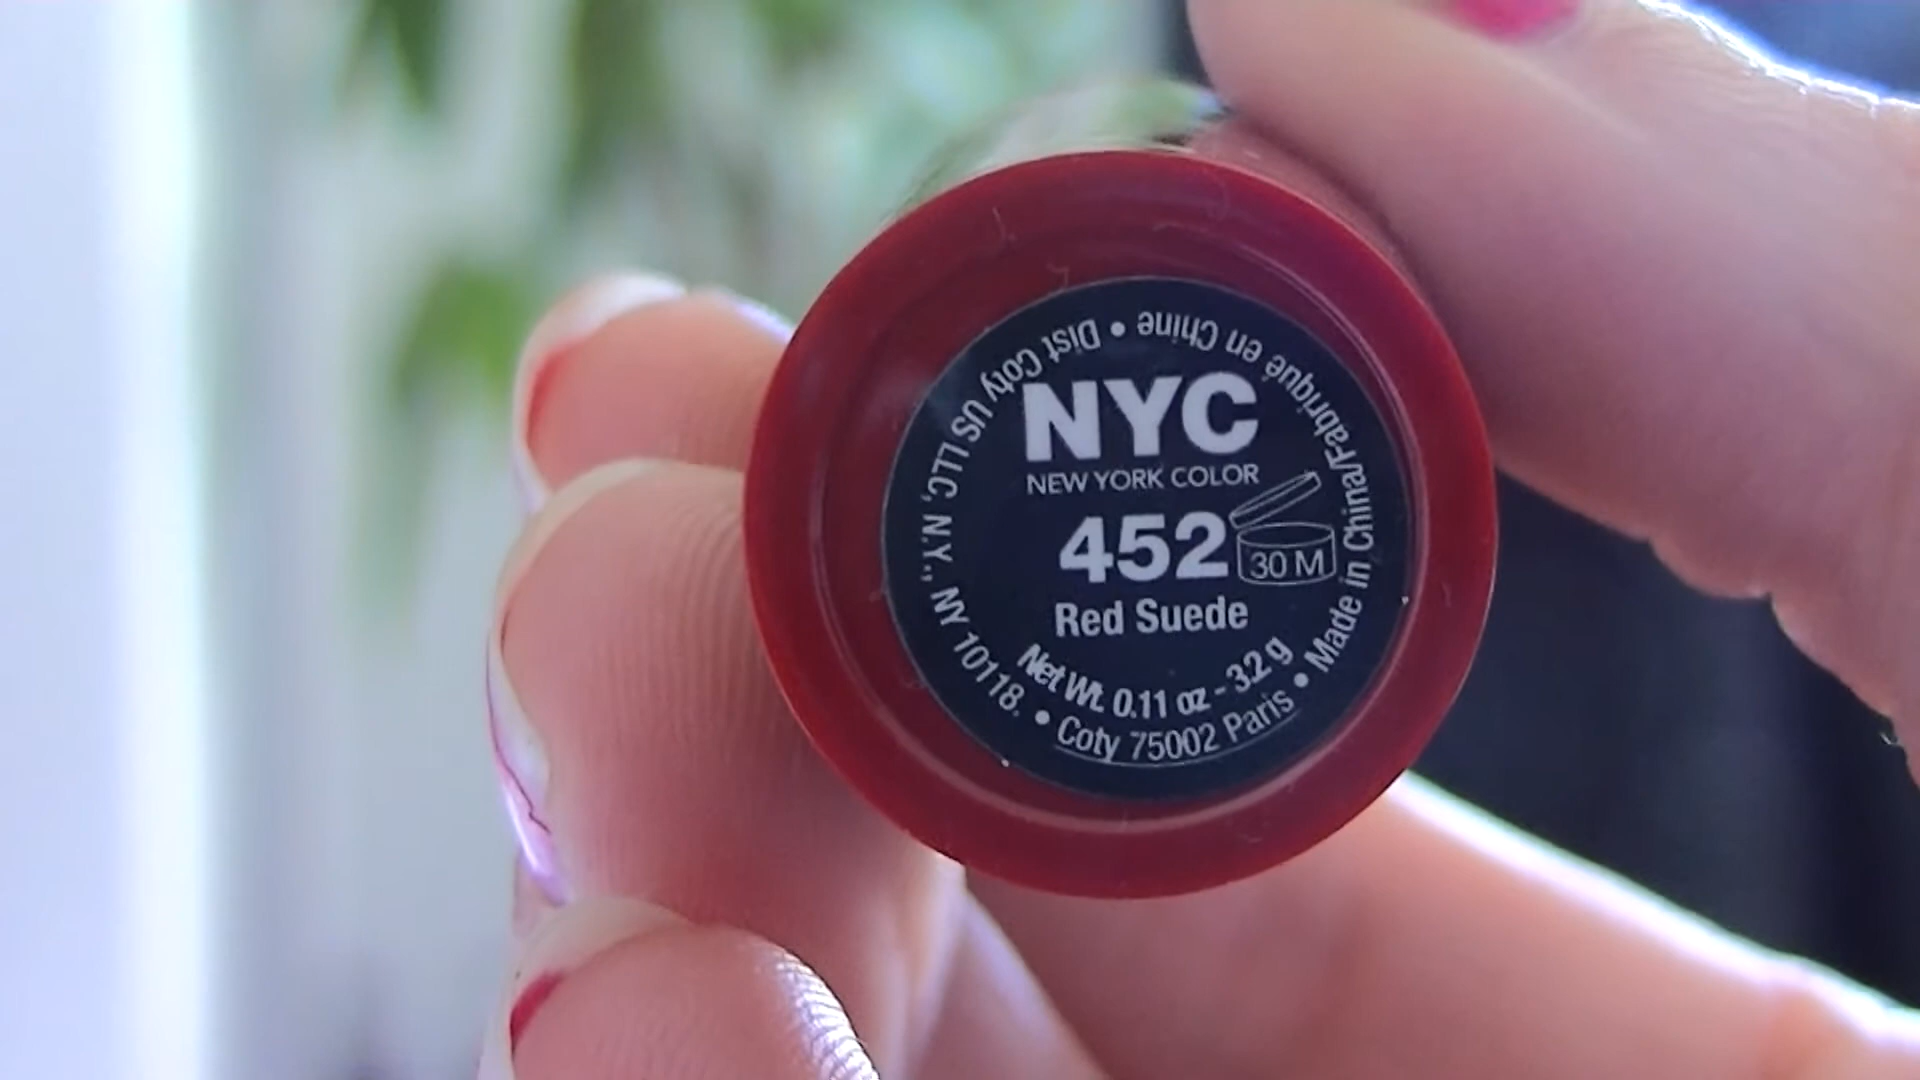 NYC
NEW YORK COLOR
452
30 M
Red Suede
Net Wt. 0.11 oz - 3.2 g
Dist Coty US LLC, N.Y., NY 10118. • Coty 75002 Paris • Made in China/Fabriqué en Chine •